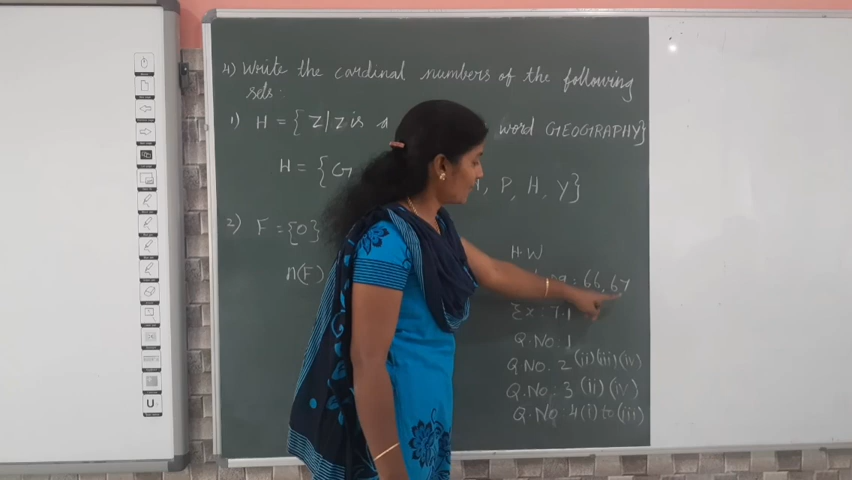 4) Write the cardinal numbers of the following
sets:
1) H = { Z/Z is a word GEOGRAPHY}
H = {G , P, H, Y}
2) F = {0}
n(F)
H.W
: 66, 67
Ex : 7.1
Q.No. 1
Q No. 2 (ii) (iii) (iv)
Q.No : 3 (ii) (iv)
Q.No : 4 (i) to (iii)